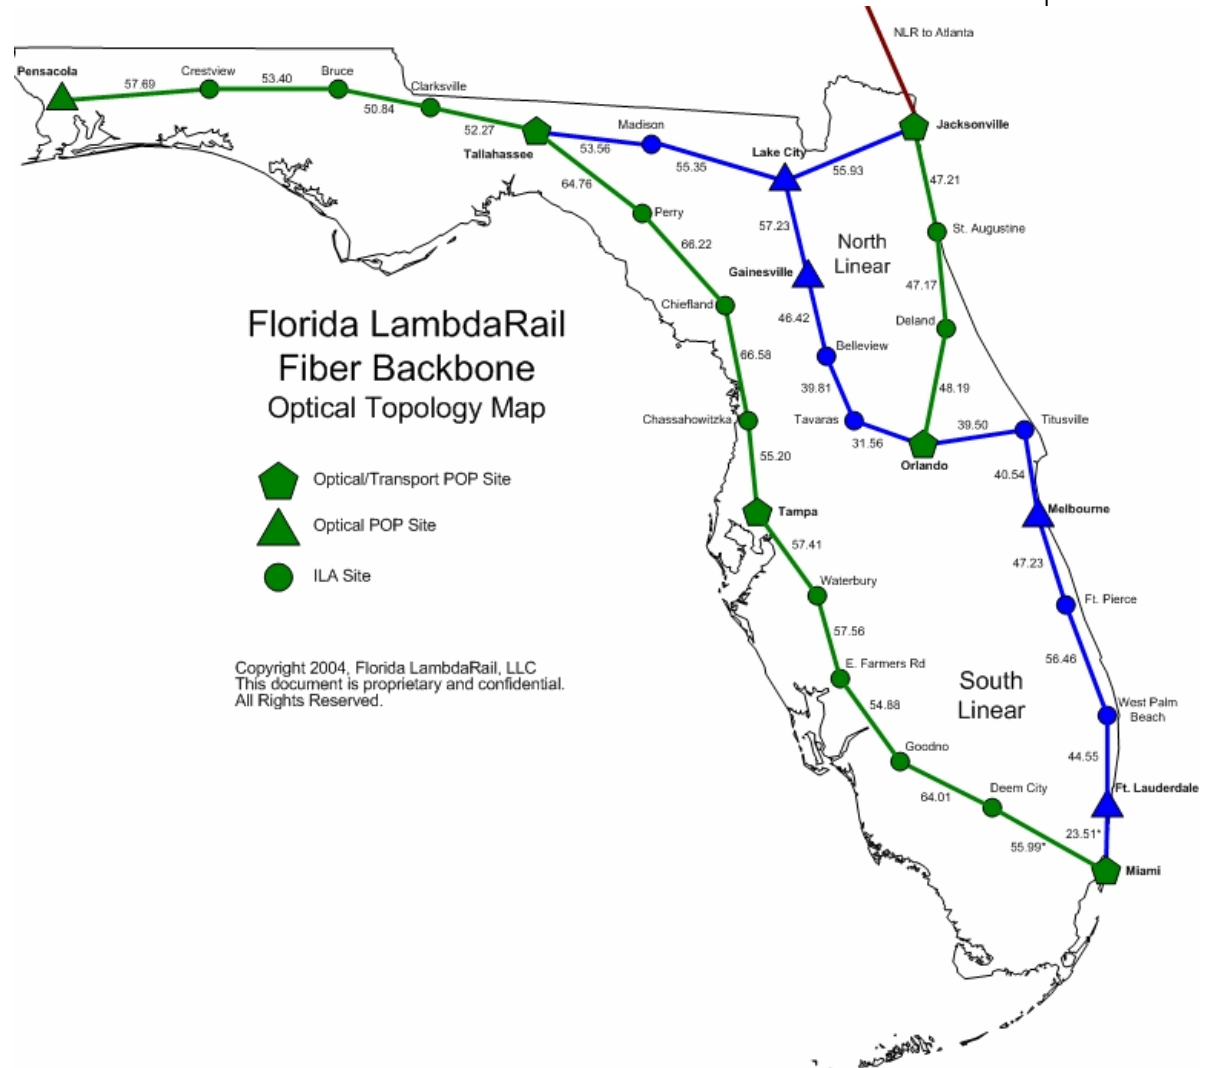 NLR to Atlanta
Pensacola
57.69
Crestview
53.40
Bruce
50.84
Clarksville
52.27
Tallahassee
53.56
Madison
55.35
Lake City
55.93
Jacksonville
47.21
St. Augustine
47.17
Deland
48.19
64.76
Perry
66.22
Chiefland
66.58
Chassahowitzka
55.20
Tampa
57.23
North
Linear
Gainesville
46.42
Belleview
39.81
Tavaras
31.56
Orlando
39.50
Titusville
40.54
Melbourne
47.23
Ft. Pierce
56.46
West Palm
Beach
44.55
Ft. Lauderdale
23.51*
Miami
57.41
Waterbury
57.56
E. Farmers Rd
54.88
Goodno
64.01
Deem City
55.99*
South
Linear
Florida LambdaRail
Fiber Backbone
Optical Topology Map
Optical/Transport POP Site
Optical POP Site
ILA Site
Copyright 2004, Florida LambdaRail, LLC
This document is proprietary and confidential.
All Rights Reserved.